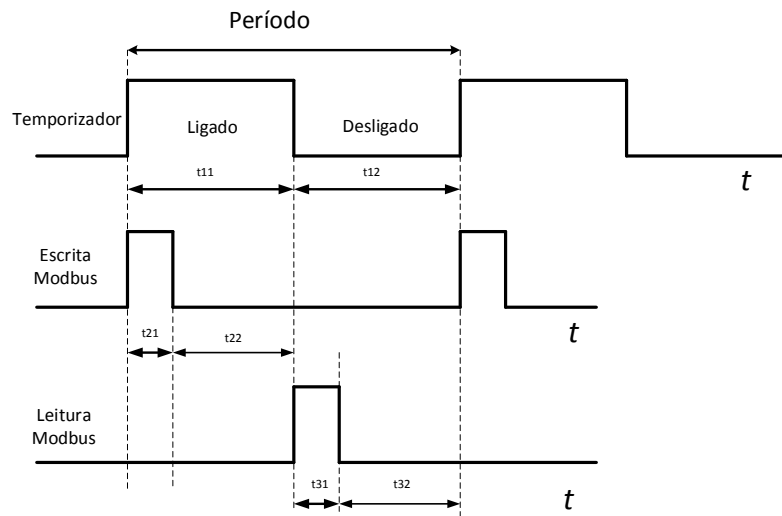 Período
Temporizador
Ligado
Desligado
t11
t12
t
Escrita
Modbus
t
t21
t22
Leitura
Modbus
t
t31
t32